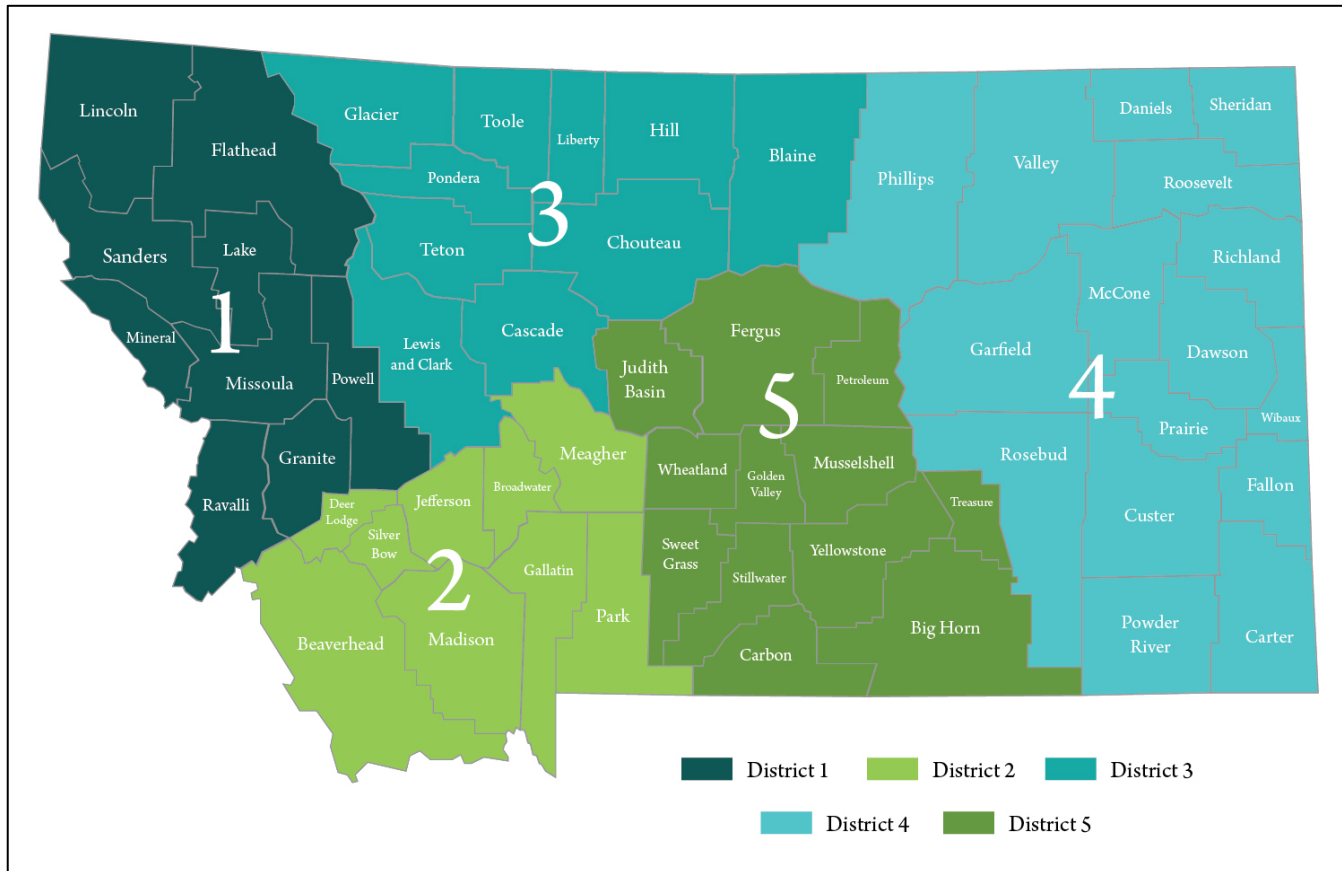 Lincoln
Flathead
Glacier
Toole
Liberty
Hill
Blaine
Phillips
Valley
Daniels
Sheridan
Roosevelt
Pondera
3
Sanders
Lake
Teton
Chouteau
Richland
McCone
1
Mineral
Missoula
Powell
Lewis
and Clark
Cascade
Judith
Basin
Fergus
Petroleum
Garfield
Dawson
4
5
Prairie
Wibaux
Ravalli
Granite
Meagher
Wheatland
Golden
Valley
Musselshell
Rosebud
Fallon
Deer
Lodge
Jefferson
Broadwater
Treasure
Custer
Silver
Bow
2
Gallatin
Sweet
Grass
Stillwater
Yellowstone
Beaverhead
Madison
Park
Carbon
Big Horn
Powder
River
Carter
District 1
District 2
District 3
District 4
District 5